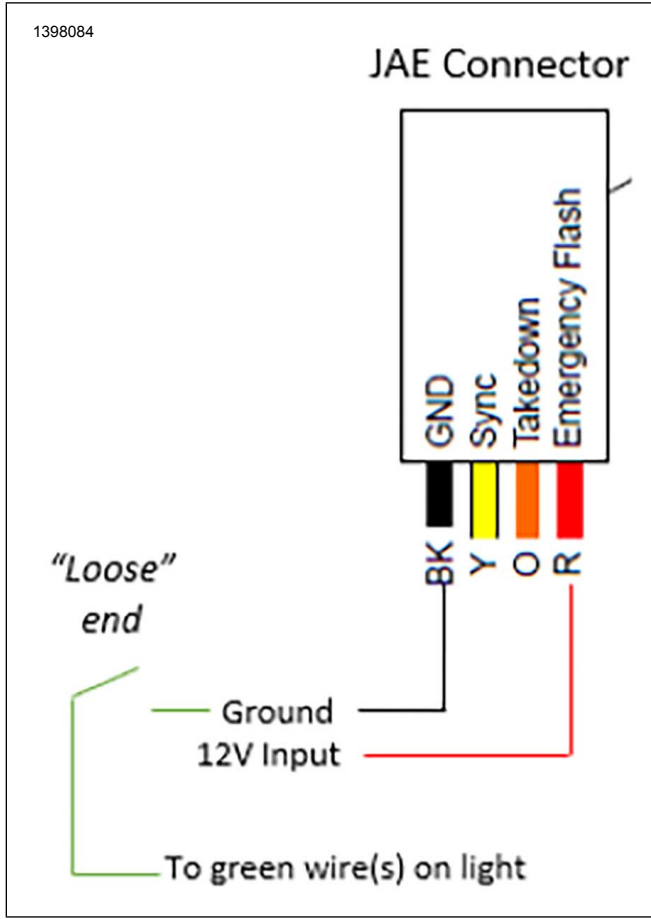 1398084
JAE Connector
GND
Sync
Takedown
Emergency Flash
BK
Y
O
R
"Loose"
end
Ground
12V Input
To green wire(s) on light